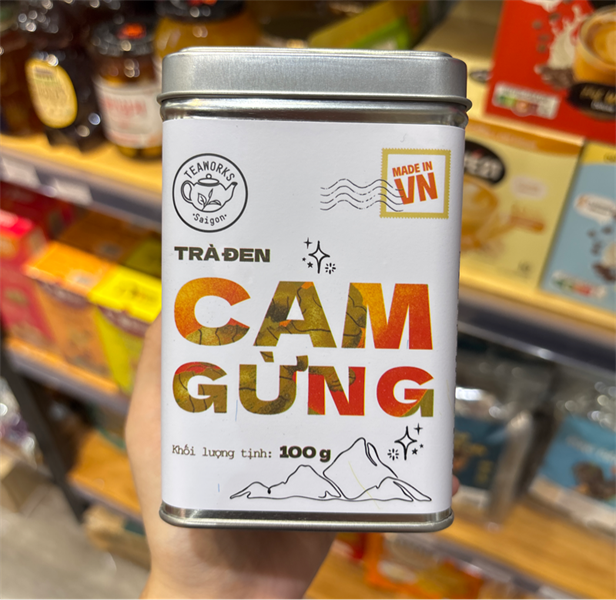 TEAWORKS
Saigon
MADE IN
VN
TRÀ ĐEN
CAM
GỪNG
Khối lượng tịnh: 100 g